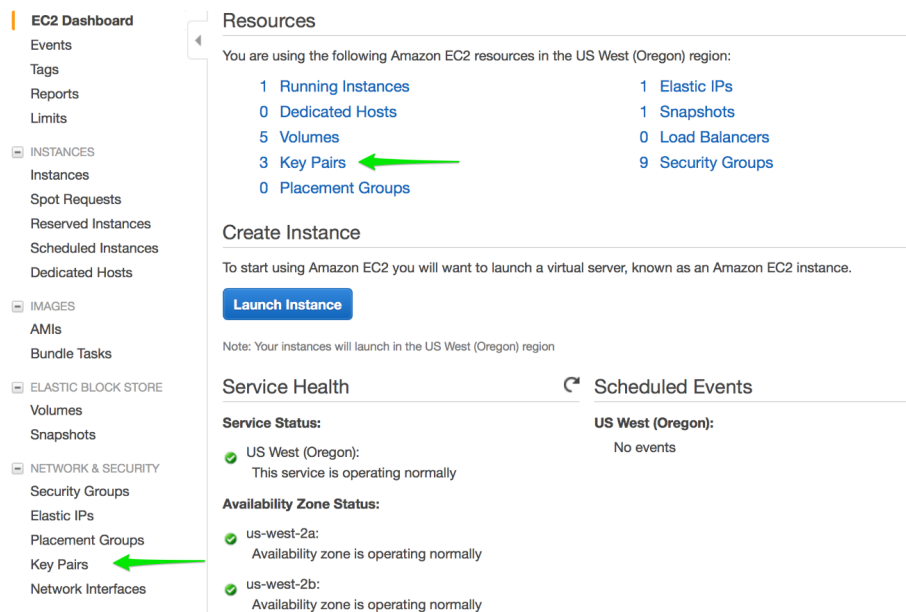 EC2 Dashboard
Events
Tags
Reports
Limits
INSTANCES
Instances
Spot Requests
Reserved Instances
Scheduled Instances
Dedicated Hosts
IMAGES
AMIs
Bundle Tasks
ELASTIC BLOCK STORE
Volumes
Snapshots
NETWORK & SECURITY
Security Groups
Elastic IPs
Placement Groups
Key Pairs
Network Interfaces
Resources
You are using the following Amazon EC2 resources in the US West (Oregon) region:
1 Running Instances
0 Dedicated Hosts
5 Volumes
3 Key Pairs
0 Placement Groups
1 Elastic IPs
1 Snapshots
0 Load Balancers
9 Security Groups
Create Instance
To start using Amazon EC2 you will want to launch a virtual server, known as an Amazon EC2 instance.
Launch Instance
Note: Your instances will launch in the US West (Oregon) region
Service Health
Service Status:
US West (Oregon):
This service is operating normally
Availability Zone Status:
us-west-2a:
Availability zone is operating normally
us-west-2b:
Availability zone is operating normally
Scheduled Events
US West (Oregon):
No events